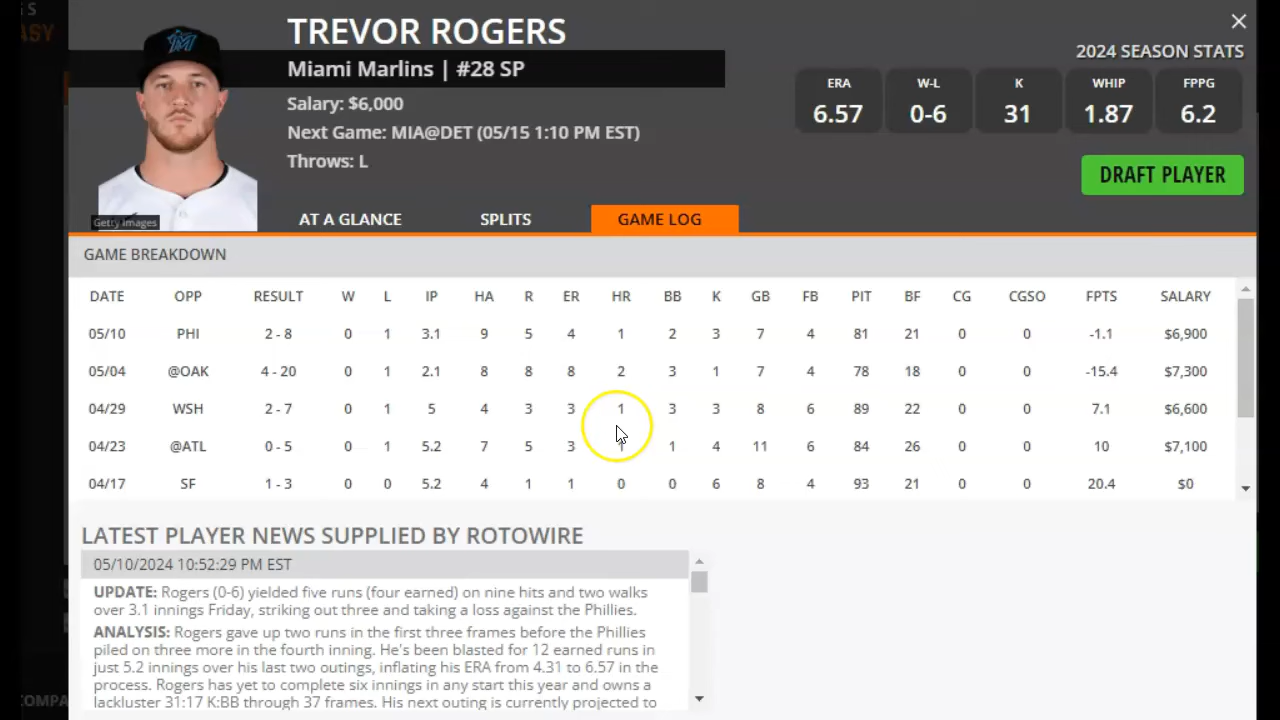 S
ASY
TREVOR ROGERS
Miami Marlins | #28 SP
Salary: $6,000
Next Game: MIA@DET (05/15 1:10 PM EST)
Throws: L
Getty Images
2024 SEASON STATS
ERA W-L K WHIP FPPG
6.57 0-6 31 1.87 6.2
DRAFT PLAYER
AT A GLANCE SPLITS GAME LOG
GAME BREAKDOWN
DATE OPP RESULT W L IP HA R ER HR BB K GB FB PIT BF CG CGSO FPTS SALARY
05/10 PHI 2 - 8 0 1 3.1 9 5 4 1 2 3 7 4 81 21 0 0 -1.1 $6,900
05/04 @OAK 4 - 20 0 1 2.1 8 8 8 2 3 1 7 4 78 18 0 0 -15.4 $7,300
04/29 WSH 2 - 7 0 1 5 4 3 3 1 3 3 8 6 89 22 0 0 7.1 $6,600
04/23 @ATL 0 - 5 0 1 5.2 7 5 3 1 4 11 6 84 26 0 0 10 $7,100
04/17 SF 1 - 3 0 0 5.2 4 1 1 0 0 6 8 4 93 21 0 0 20.4 $0
LATEST PLAYER NEWS SUPPLIED BY ROTOWIRE
05/10/2024 10:52:29 PM EST
UPDATE: Rogers (0-6) yielded five runs (four earned) on nine hits and two walks
over 3.1 innings Friday, striking out three and taking a loss against the Phillies.
ANALYSIS: Rogers gave up two runs in the first three frames before the Phillies
piled on three more in the fourth inning. He's been blasted for 12 earned runs in
just 5.2 innings over his last two outings, inflating his ERA from 4.31 to 6.57 in the
process. Rogers has yet to complete six innings in any start this year and owns a
lackluster 31:17 K:BB through 37 frames. His next outing is currently projected to
COMPA